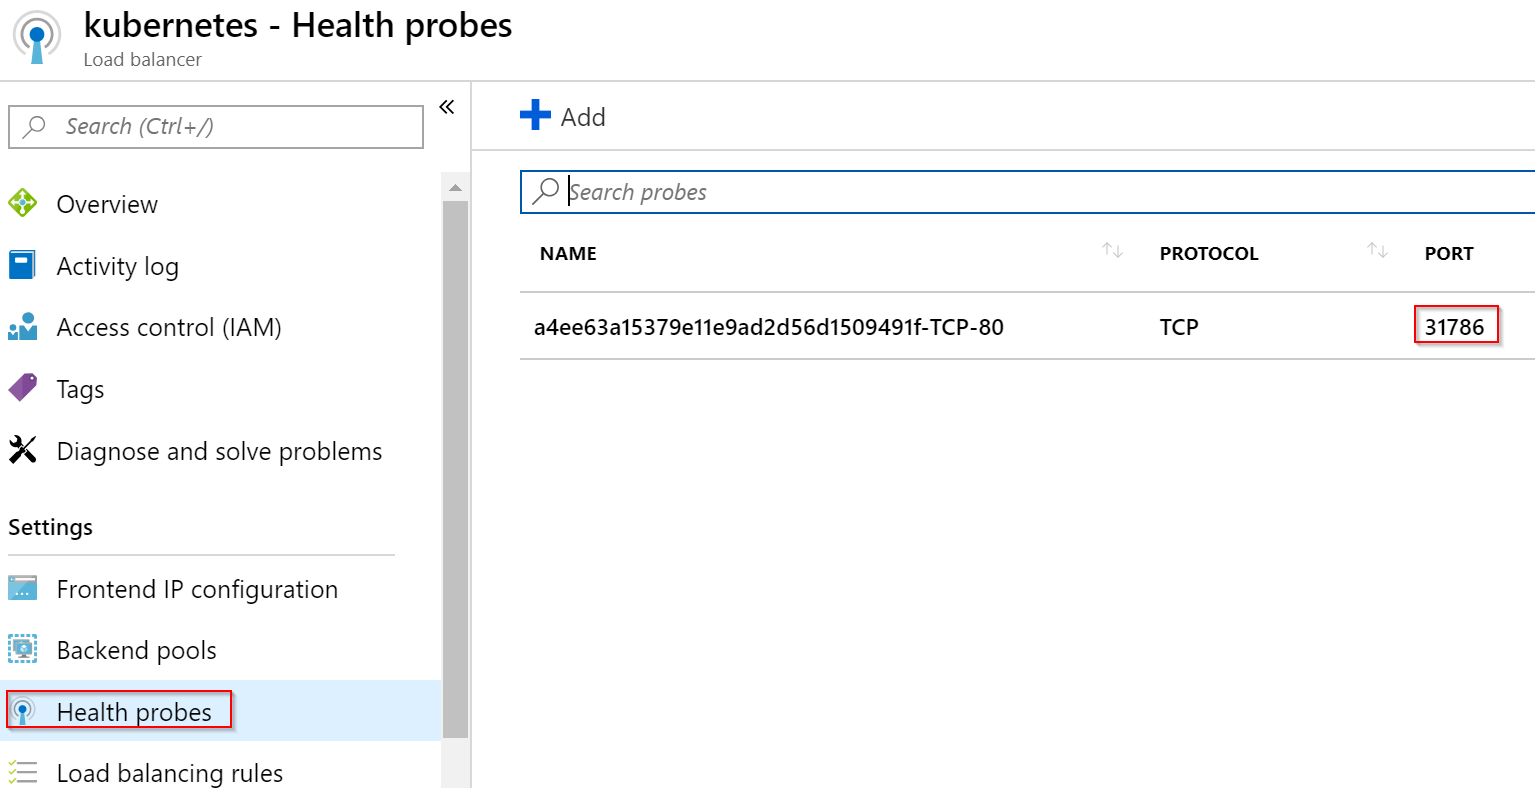 kubernetes - Health probes
Load balancer
Search (Ctrl+/)
«
Overview
Activity log
Access control (IAM)
Tags
Diagnose and solve problems
Settings
Frontend IP configuration
Backend pools
Health probes
Load balancing rules
Add
Search probes
NAME PROTOCOL PORT
a4ee63a15379e11e9ad2d56d1509491f-TCP-80 TCP 31786